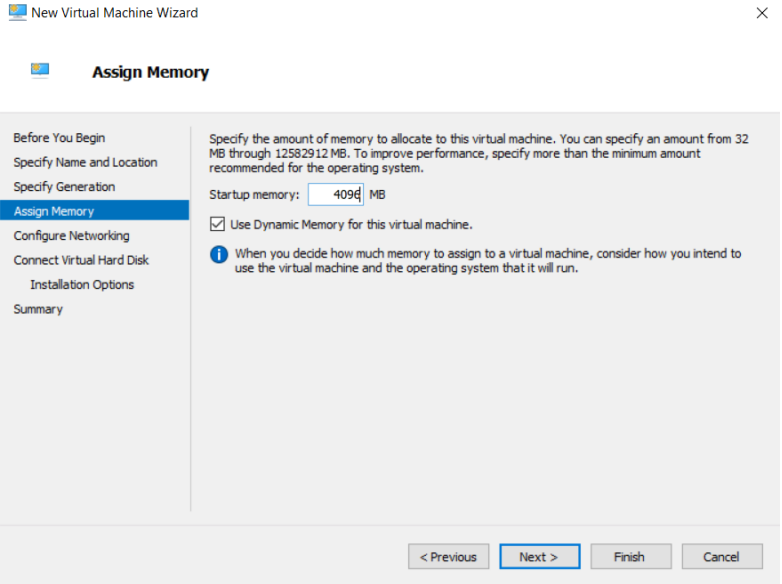 New Virtual Machine Wizard
Assign Memory
Before You Begin
Specify Name and Location
Specify Generation
Assign Memory
Configure Networking
Connect Virtual Hard Disk
Installation Options
Summary
Specify the amount of memory to allocate to this virtual machine. You can specify an amount from 32
MB through 12582912 MB. To improve performance, specify more than the minimum amount
recommended for the operating system.
Startup memory: 4096 MB
Use Dynamic Memory for this virtual machine.
When you decide how much memory to assign to a virtual machine, consider how you intend to
use the virtual machine and the operating system that it will run.
< Previous Next > Finish Cancel